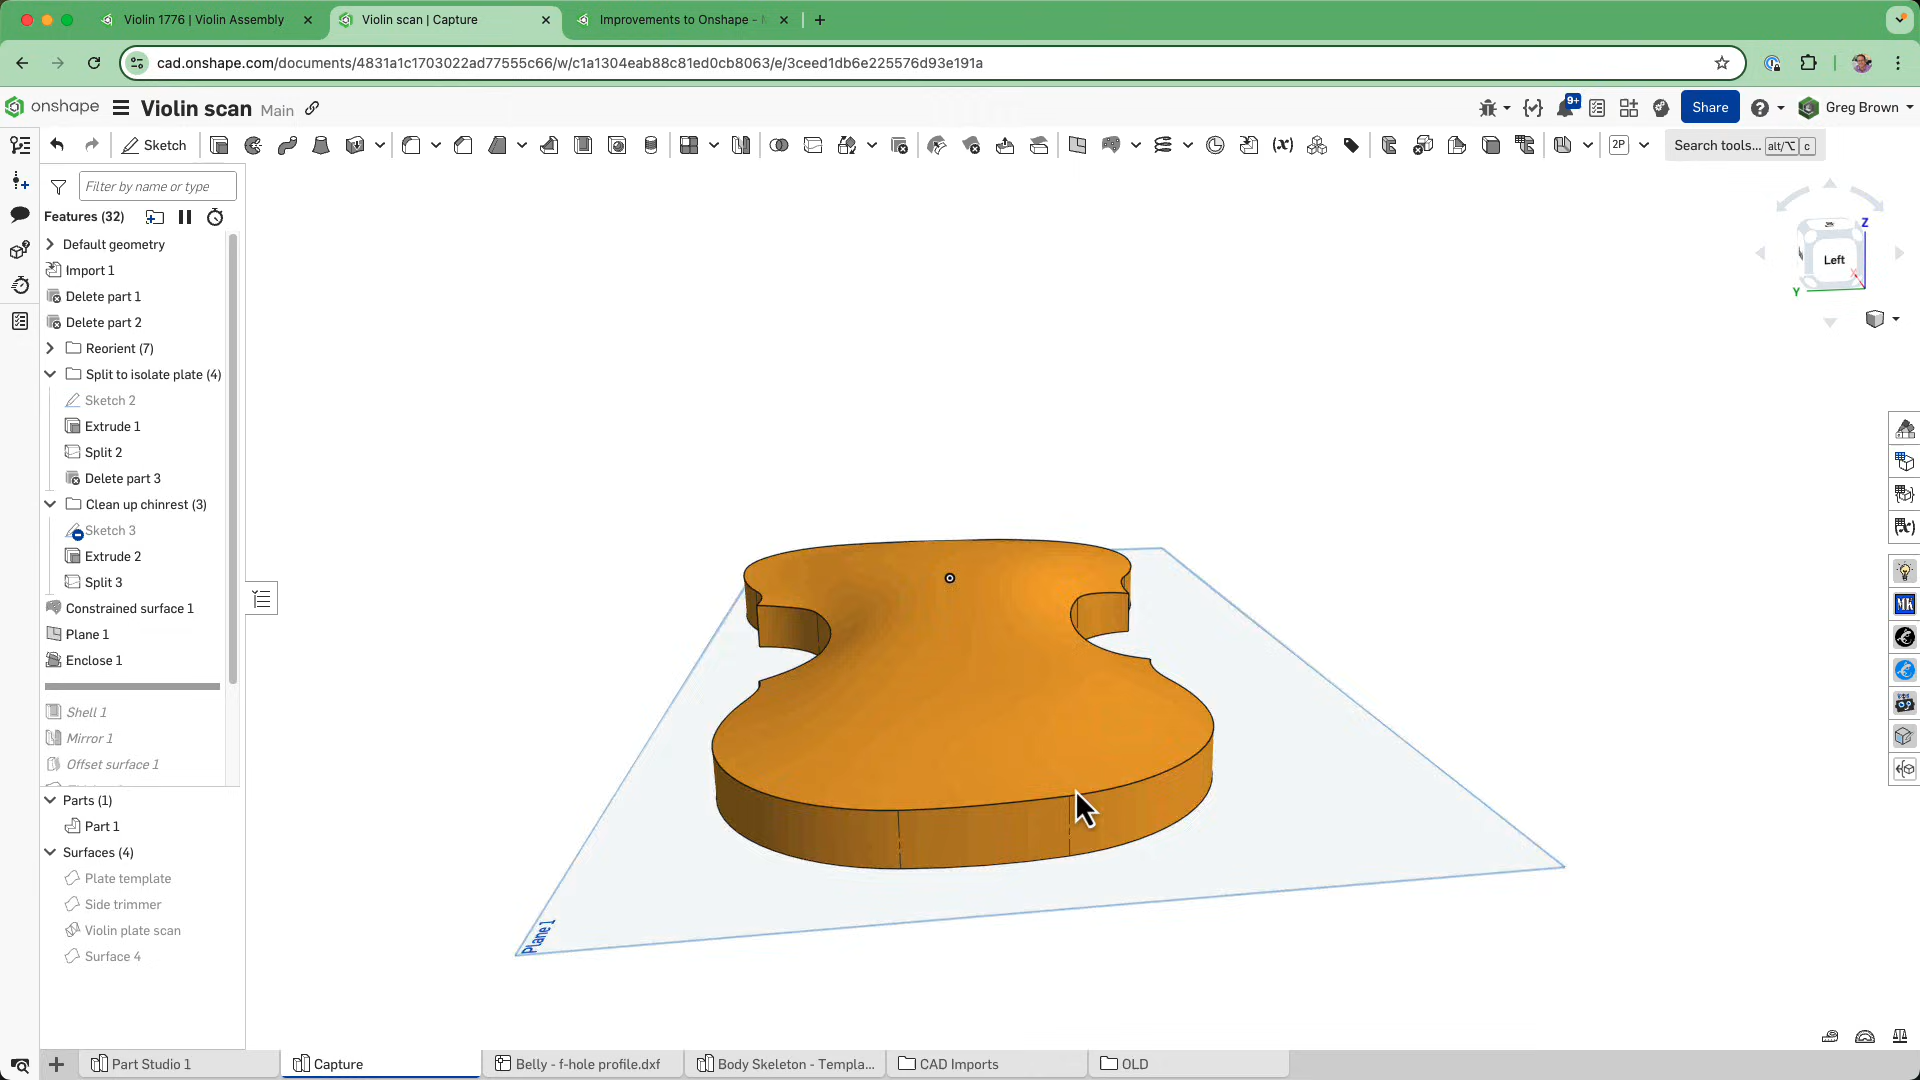 Violin 1776 | Violin Assembly
Violin scan | Capture
Improvements to Onshape -
cad.onshape.com/documents/4831a1c1703022ad77555c66/w/c1a1304eab88c81ed0cb8063/e/3ceed1db6e225576d93e191a
onshape
Violin scan Main
9+
Share
Greg Brown
Sketch
(x)
2P
Search tools... alt/⌥ c
Filter by name or type
Features (32)
Default geometry
Import 1
Delete part 1
Delete part 2
Reorient (7)
Split to isolate plate (4)
Sketch 2
Extrude 1
Split 2
Delete part 3
Clean up chinrest (3)
Sketch 3
Extrude 2
Split 3
Constrained surface 1
Plane 1
Enclose 1
Shell 1
Mirror 1
Offset surface 1
Parts (1)
Part 1
Surfaces (4)
Plate template
Side trimmer
Violin plate scan
Surface 4
Z
Left
X
Y
MK
Plane 1
Part Studio 1
Capture
Belly - f-hole profile.dxf
Body Skeleton - Templa...
CAD Imports
OLD